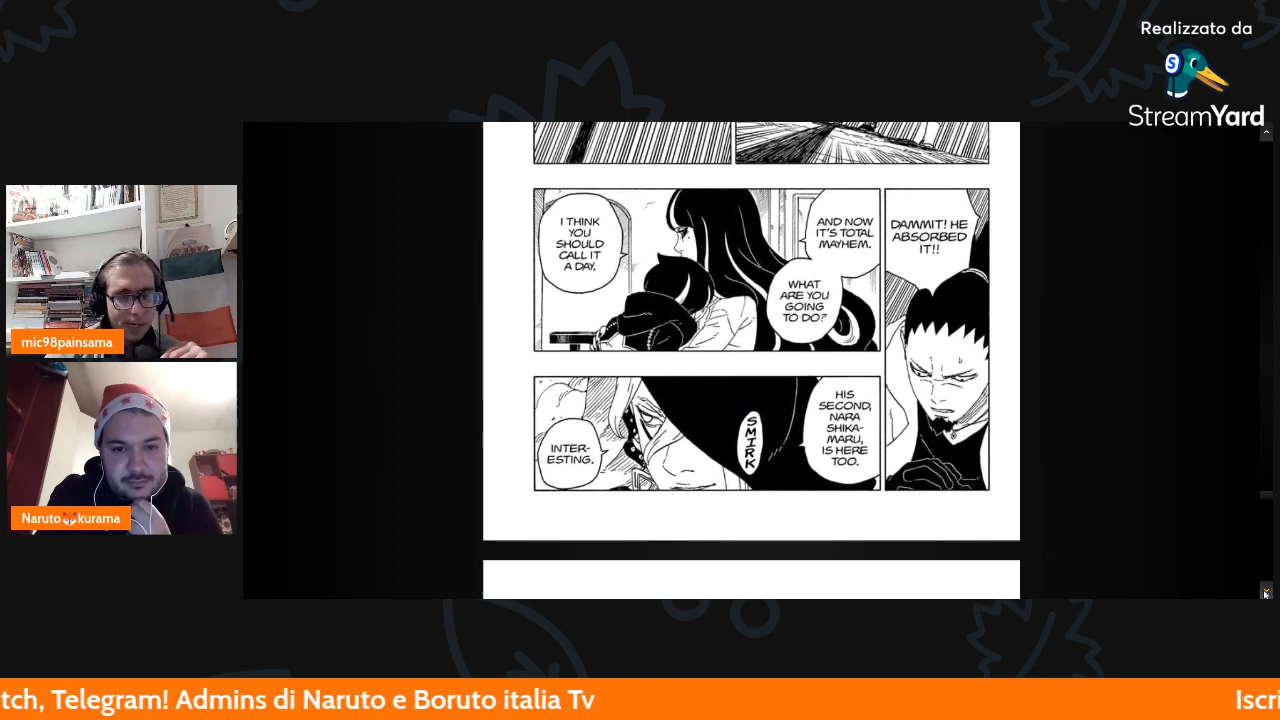 Realizzato da
StreamYard
S
I THINK
YOU
SHOULD
CALL IT
A DAY.
AND NOW
IT'S TOTAL
MAYHEM.
WHAT
ARE YOU
GOING
TO DO?
DAMMIT! HE
ABSORBED
IT!!
INTER-
ESTING.
SMIRK
HIS
SECOND,
NARA
SHIKA-
MARU,
IS HERE
TOO.
mic98painsama
Naruto🦊kurama
tch, Telegram! Admins di Naruto e Boruto italia Tv
Iscri